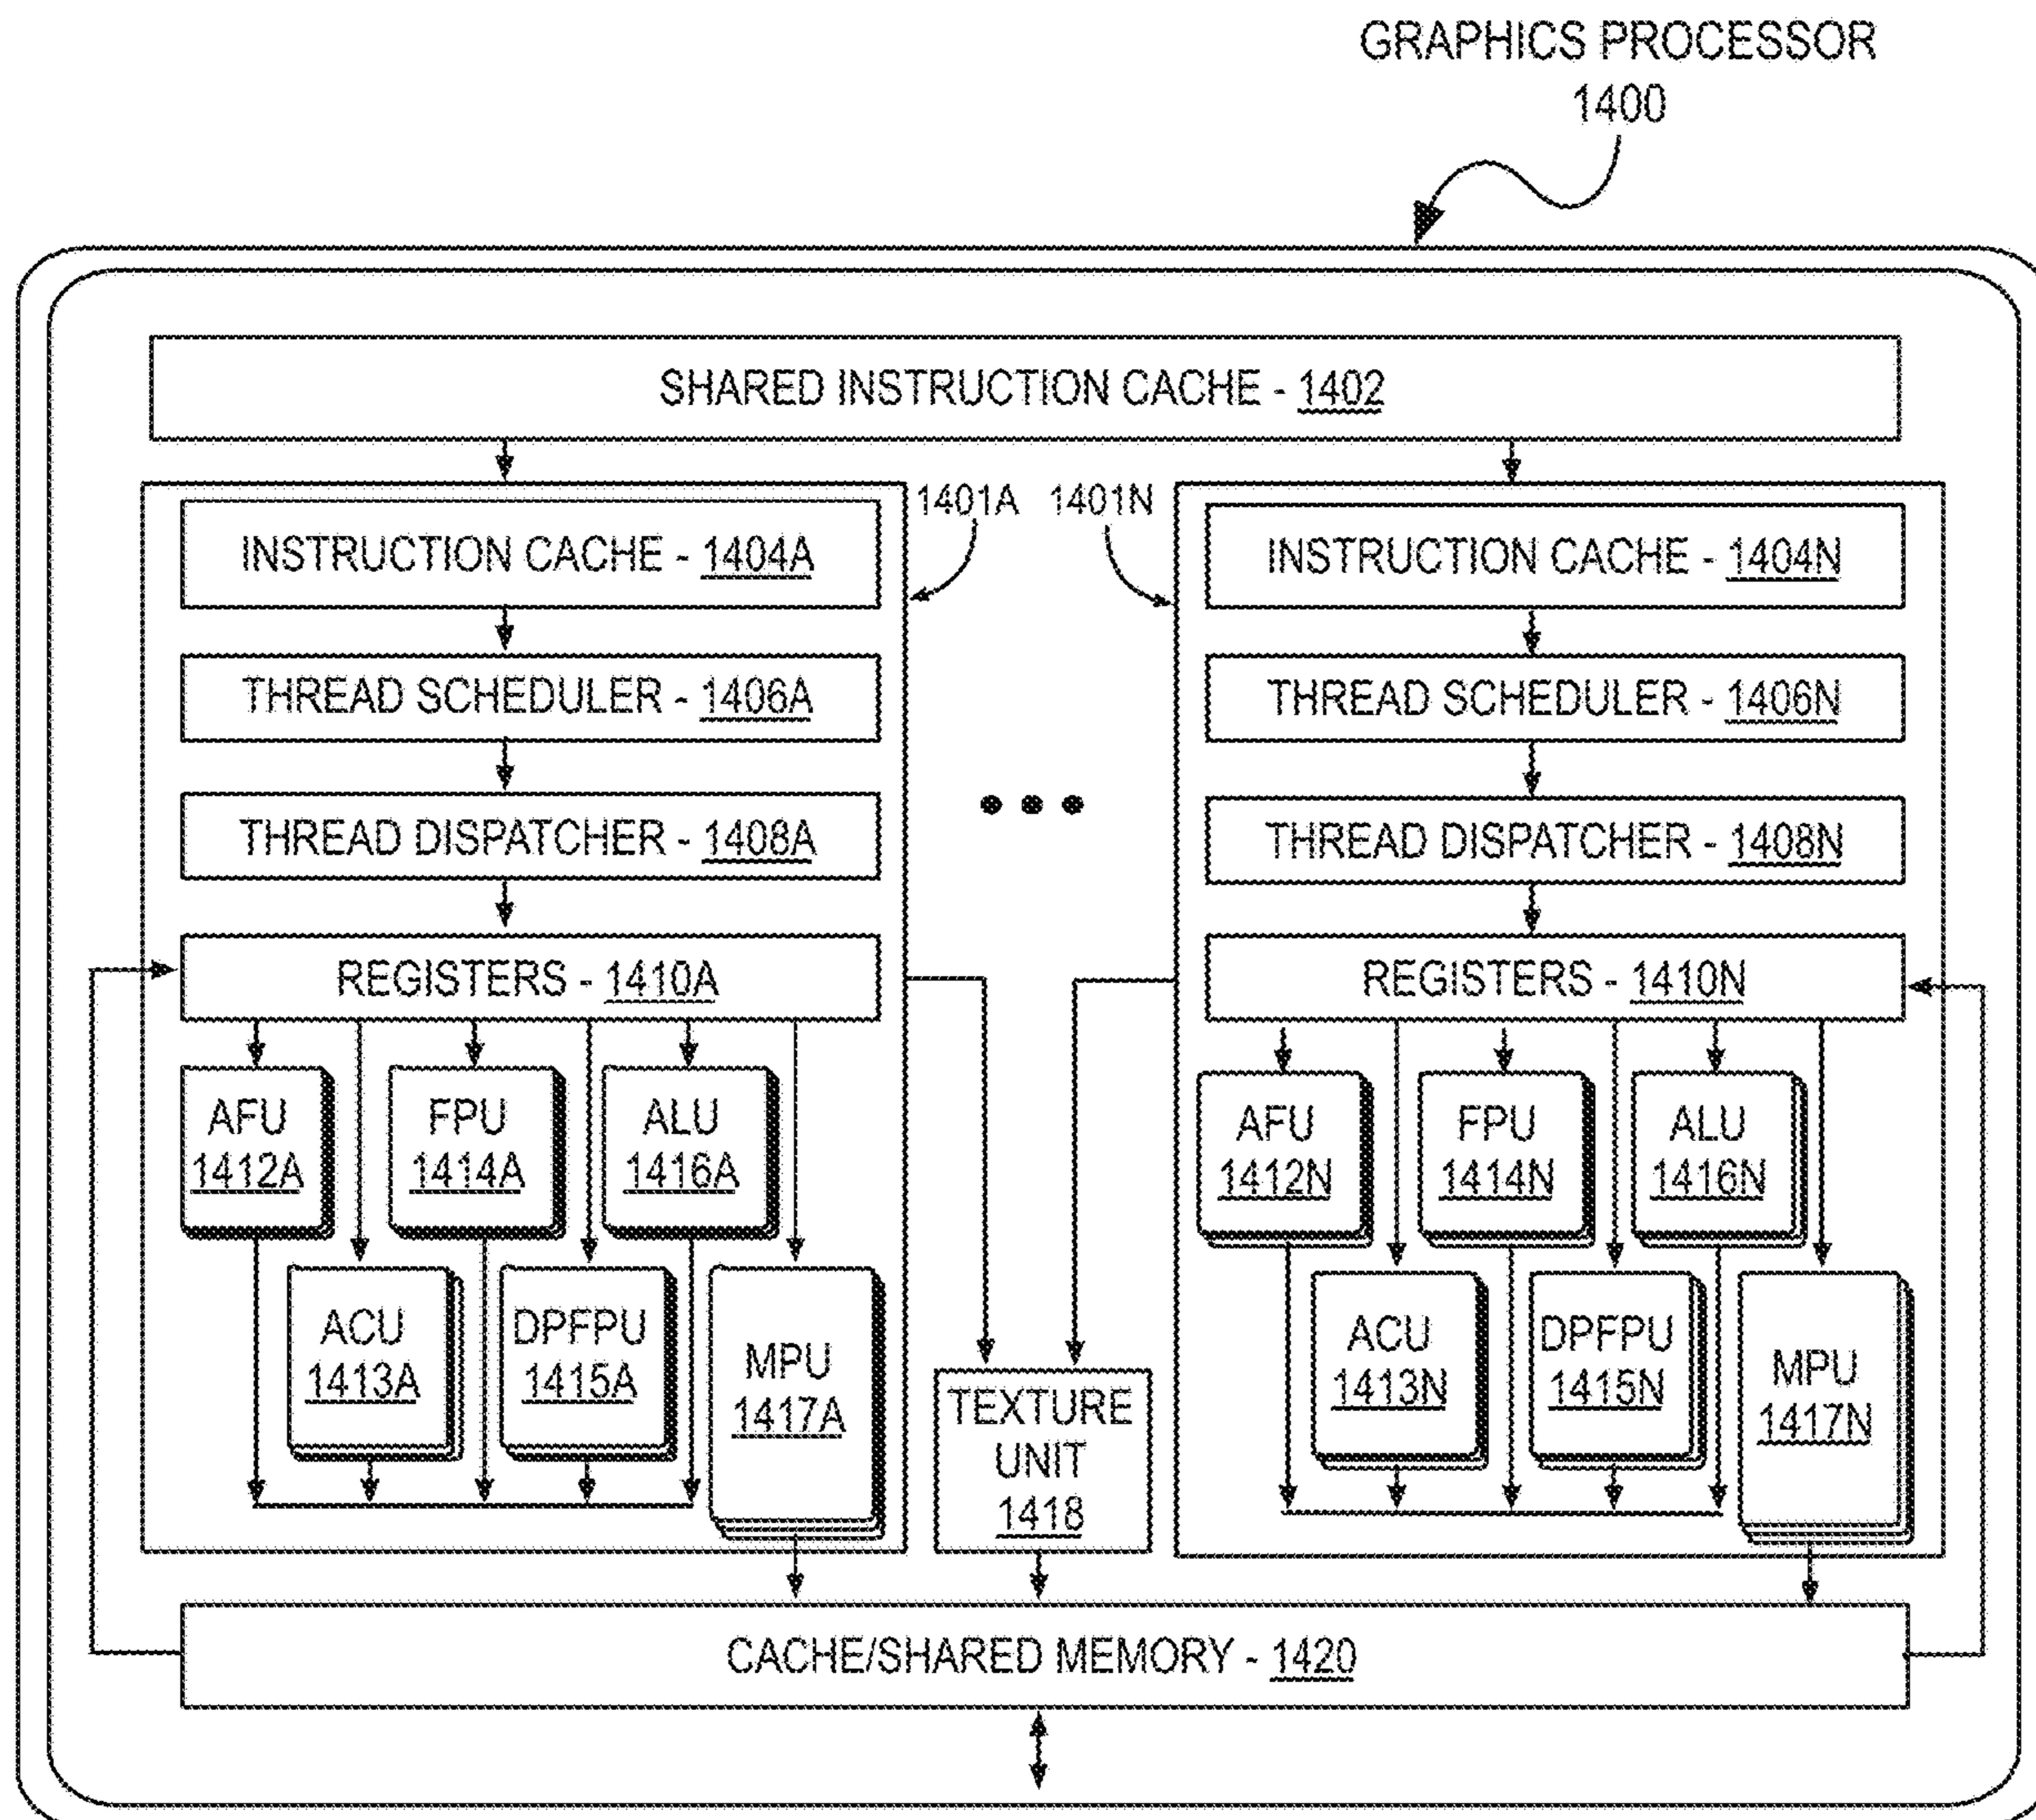 GRAPHICS PROCESSOR
1400
SHARED INSTRUCTION CACHE - 1402
1401A
1401N
INSTRUCTION CACHE - 1404A
THREAD SCHEDULER - 1406A
THREAD DISPATCHER - 1408A
REGISTERS - 1410A
AFU
1412A
FPU
1414A
ALU
1416A
ACU
1413A
DPFPU
1415A
MPU
1417A
TEXTURE
UNIT
1418
INSTRUCTION CACHE - 1404N
THREAD SCHEDULER - 1406N
THREAD DISPATCHER - 1408N
REGISTERS - 1410N
AFU
1412N
FPU
1414N
ALU
1416N
ACU
1413N
DPFPU
1415N
MPU
1417N
CACHE/SHARED MEMORY - 1420